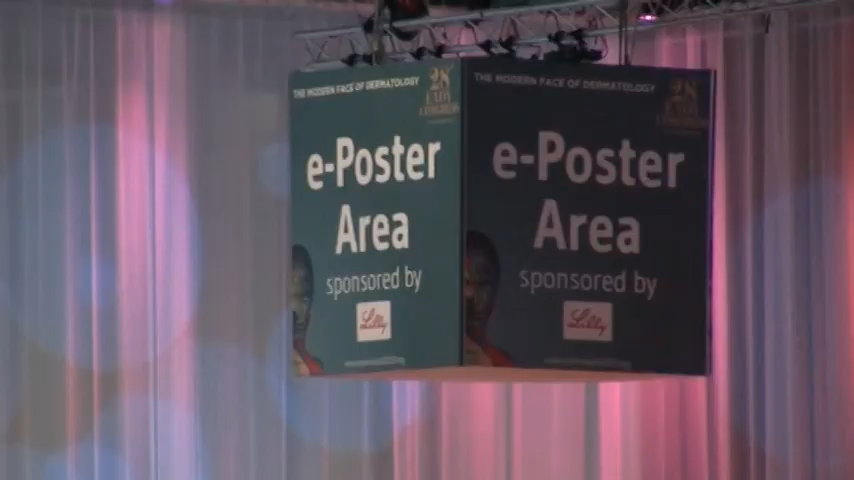 THE MODERN FACE OF DERMATOLOGY
28
EADV
CONGRESS
e-Poster
Area
sponsored by
Lilly
THE MODERN FACE OF DERMATOLOGY
28
EADV
CONGRESS
e-Poster
Area
sponsored by
Lilly